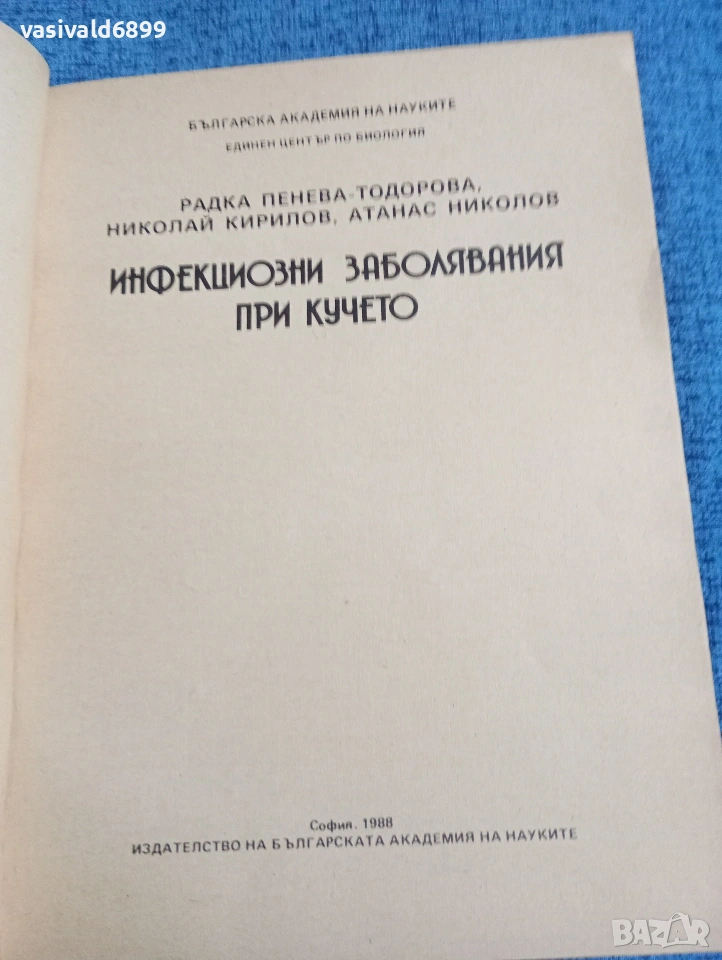 vasivald6899
БЪЛГАРСКА АКАДЕМИЯ НА НАУКИТЕ
ЕДИНЕН ЦЕНТЪР ПО БИОЛОГИЯ
РАДКА ПЕНЕВА-ТОДОРОВА,
НИКОЛАЙ КИРИЛОВ, АТАНАС НИКОЛОВ
ИНФЕКЦИОЗНИ ЗАБОЛЯВАНИЯ
ПРИ КУЧЕТО
София, 1988
ИЗДАТЕЛСТВО НА БЪЛГАРСКАТА АКАДЕМИЯ НА НАУКИТЕ
BAZAR